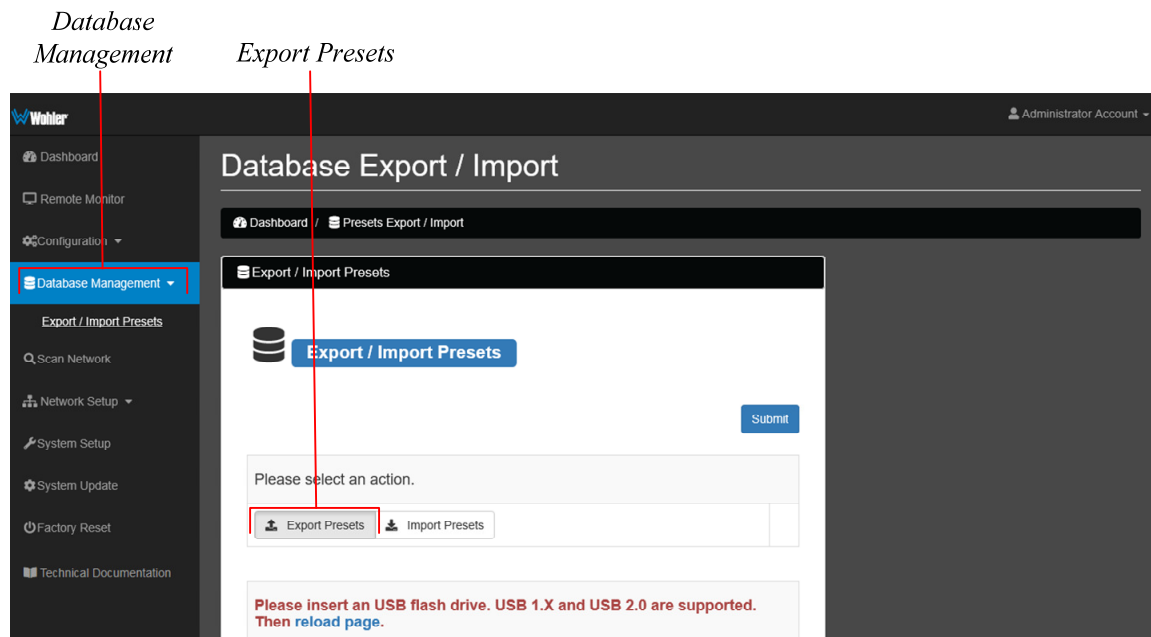 Database
Management
Export Presets
Wohler
Administrator Account
Dashboard
Remote Monitor
Configuration
Database Management
Export / Import Presets
Scan Network
Network Setup
System Setup
System Update
Factory Reset
Technical Documentation
Database Export / Import
Dashboard / Presets Export / Import
Export / Import Presets
Export / Import Presets
Submit
Please select an action.
Export Presets Import Presets
Please insert an USB flash drive. USB 1.X and USB 2.0 are supported.
Then reload page.